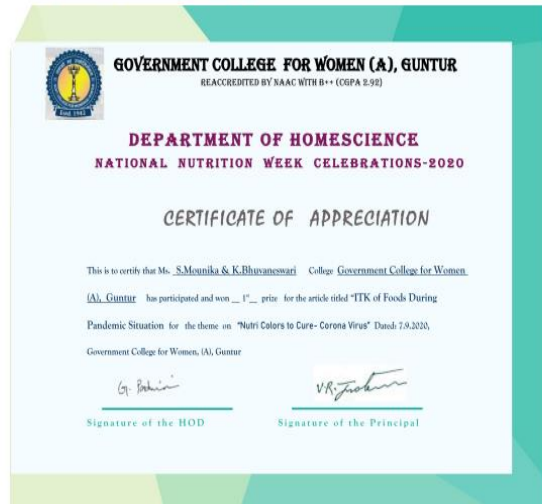 GOVERNMENT COLLEGE FOR WOMEN (A), GUNTUR
REACCREDITED BY NAAC WITH B++ (CGPA 2.92)
Estd. 1942
DEPARTMENT OF HOMESCIENCE
NATIONAL NUTRITION WEEK CELEBRATIONS-2020
CERTIFICATE OF APPRECIATION
This is to certify that Ms. S.Mounika & K.Bhuvaneswari College Government College for Women
(A), Guntur has participated and won __ 1st__ prize for the article titled "ITK of Foods During
Pandemic Situation for the theme on "Nutri Colors to Cure- Corona Virus" Dated: 7.9.2020,
Government College for Women, (A), Guntur
Signature of the HOD
Signature of the Principal